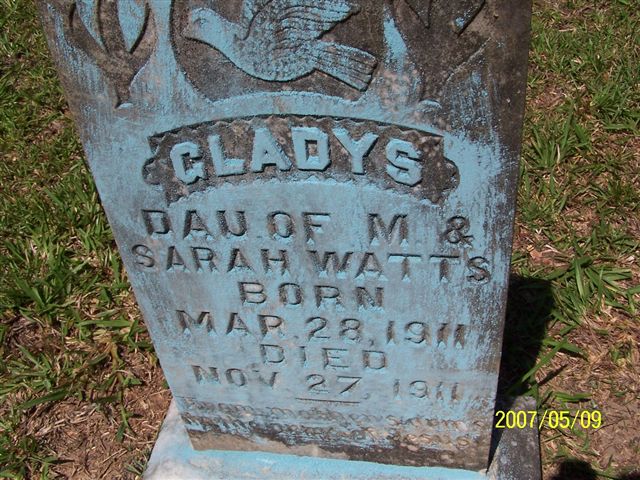 GLADYS
DAU. OF M. &
SARAH WATTS
BORN
MAR. 28, 1911
DIED
NOV. 27, 1911
2007/05/09